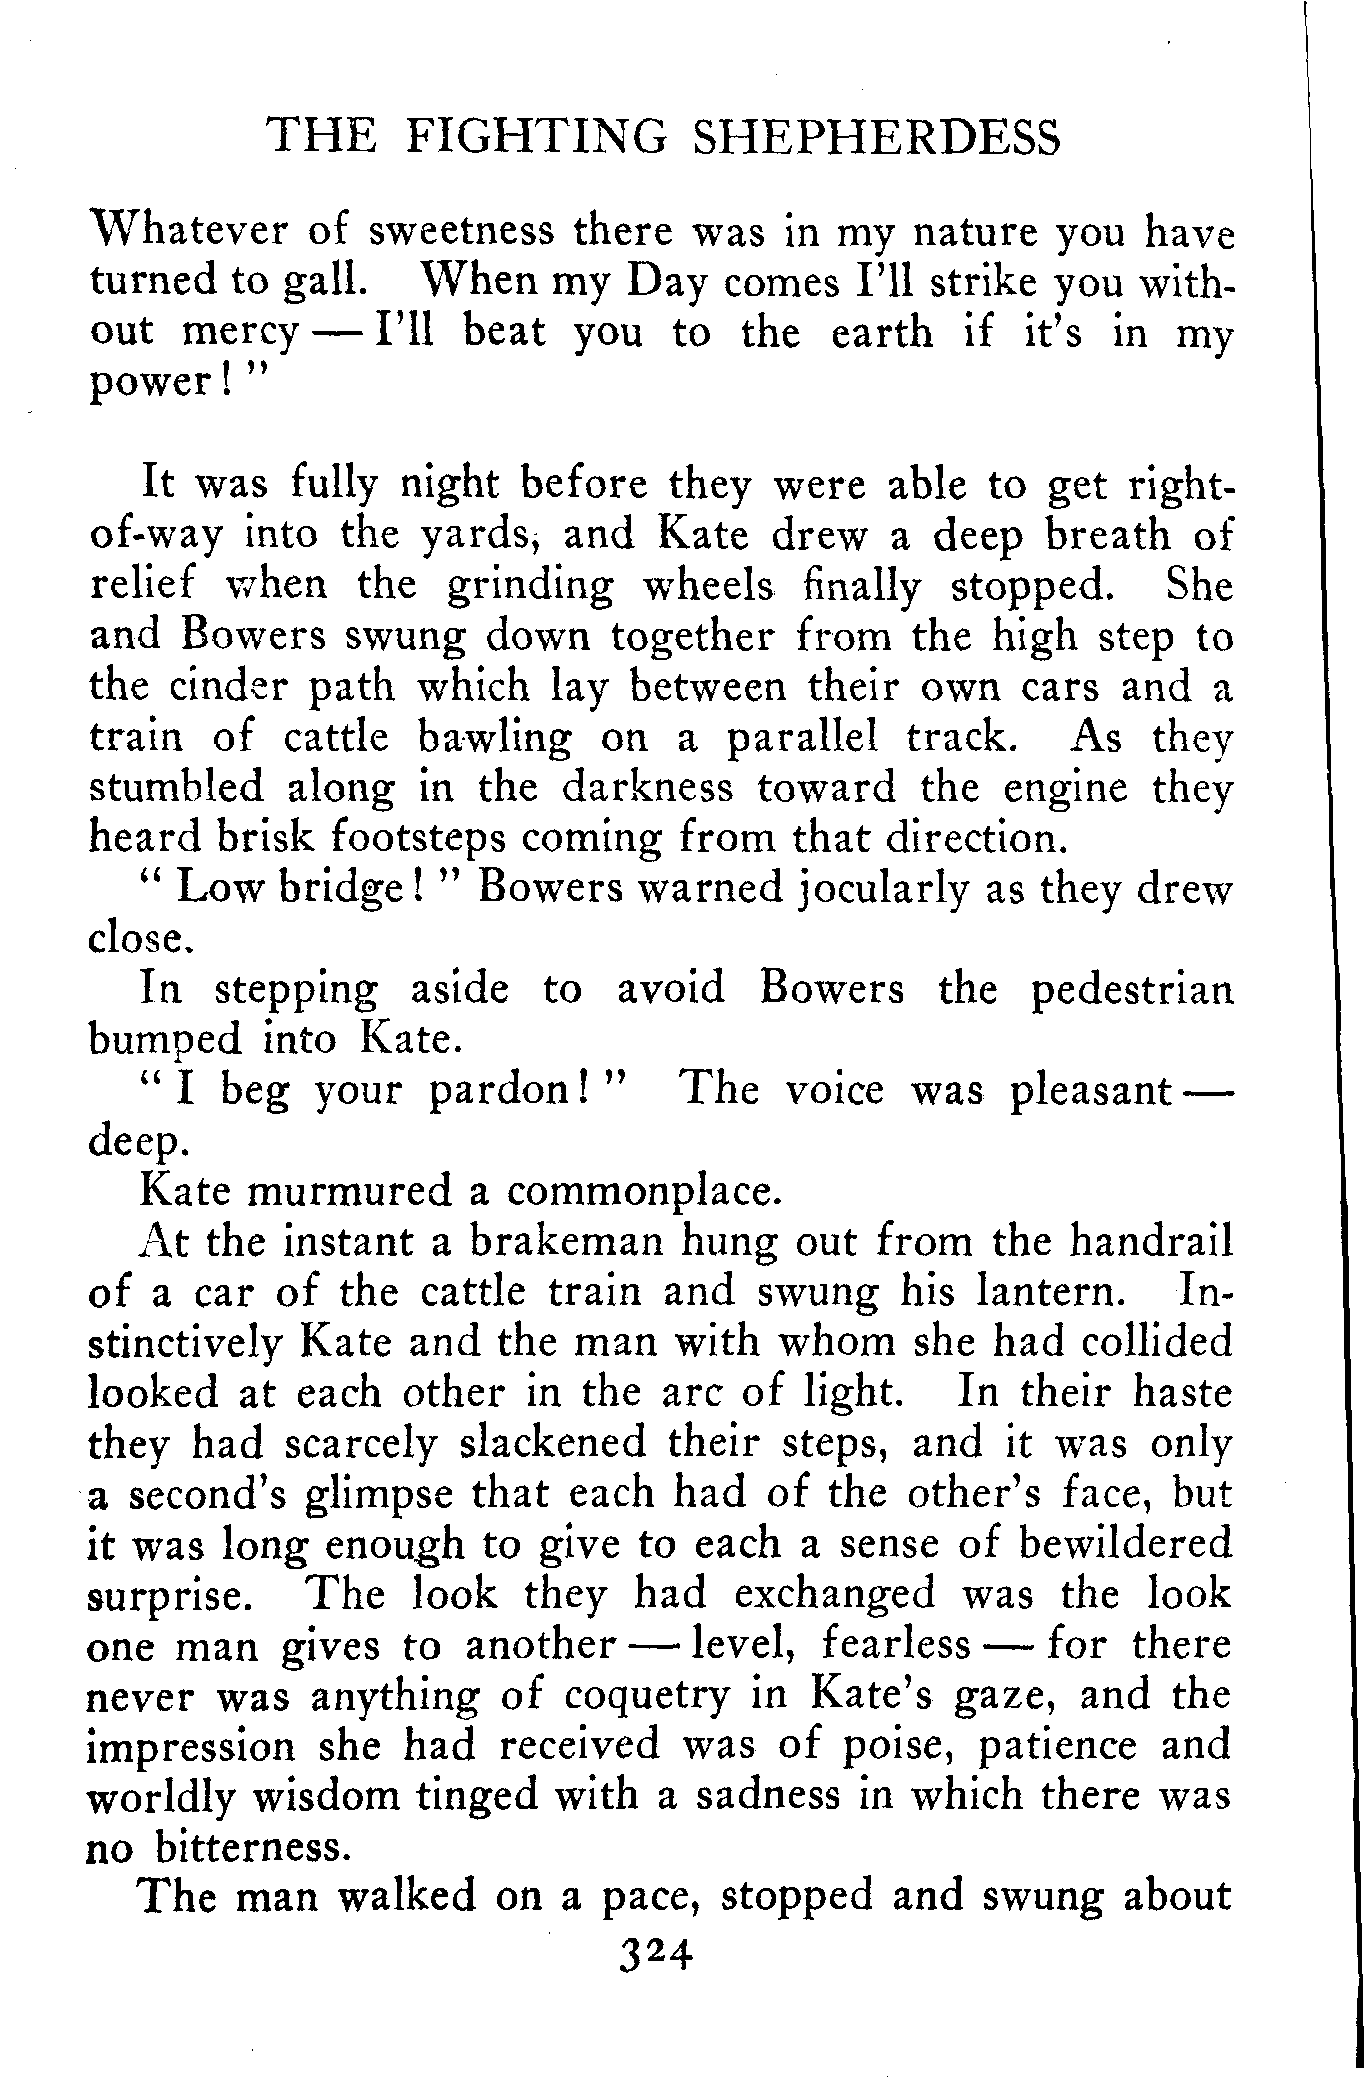 THE FIGHTING SHEPHERDESS
Whatever of sweetness there was in my nature you have
turned to gall. When my Day comes I'll strike you with-
out mercy — I'll beat you to the earth if it's in my
power! "
It was fully night before they were able to get right-
of-way into the yards, and Kate drew a deep breath of
relief when the grinding wheels finally stopped. She
and Bowers swung down together from the high step to
the cinder path which lay between their own cars and a
train of cattle bawling on a parallel track. As they
stumbled along in the darkness toward the engine they
heard brisk footsteps coming from that direction.
" Low bridge! " Bowers warned jocularly as they drew
close.
In stepping aside to avoid Bowers the pedestrian
bumped into Kate.
" I beg your pardon! " The voice was pleasant —
deep.
Kate murmured a commonplace.
At the instant a brakeman hung out from the handrail
of a car of the cattle train and swung his lantern. In-
stinctively Kate and the man with whom she had collided
looked at each other in the arc of light. In their haste
they had scarcely slackened their steps, and it was only
a second's glimpse that each had of the other's face, but
it was long enough to give to each a sense of bewildered
surprise. The look they had exchanged was the look
one man gives to another — level, fearless — for there
never was anything of coquetry in Kate's gaze, and the
impression she had received was of poise, patience and
worldly wisdom tinged with a sadness in which there was
no bitterness.
The man walked on a pace, stopped and swung about
324